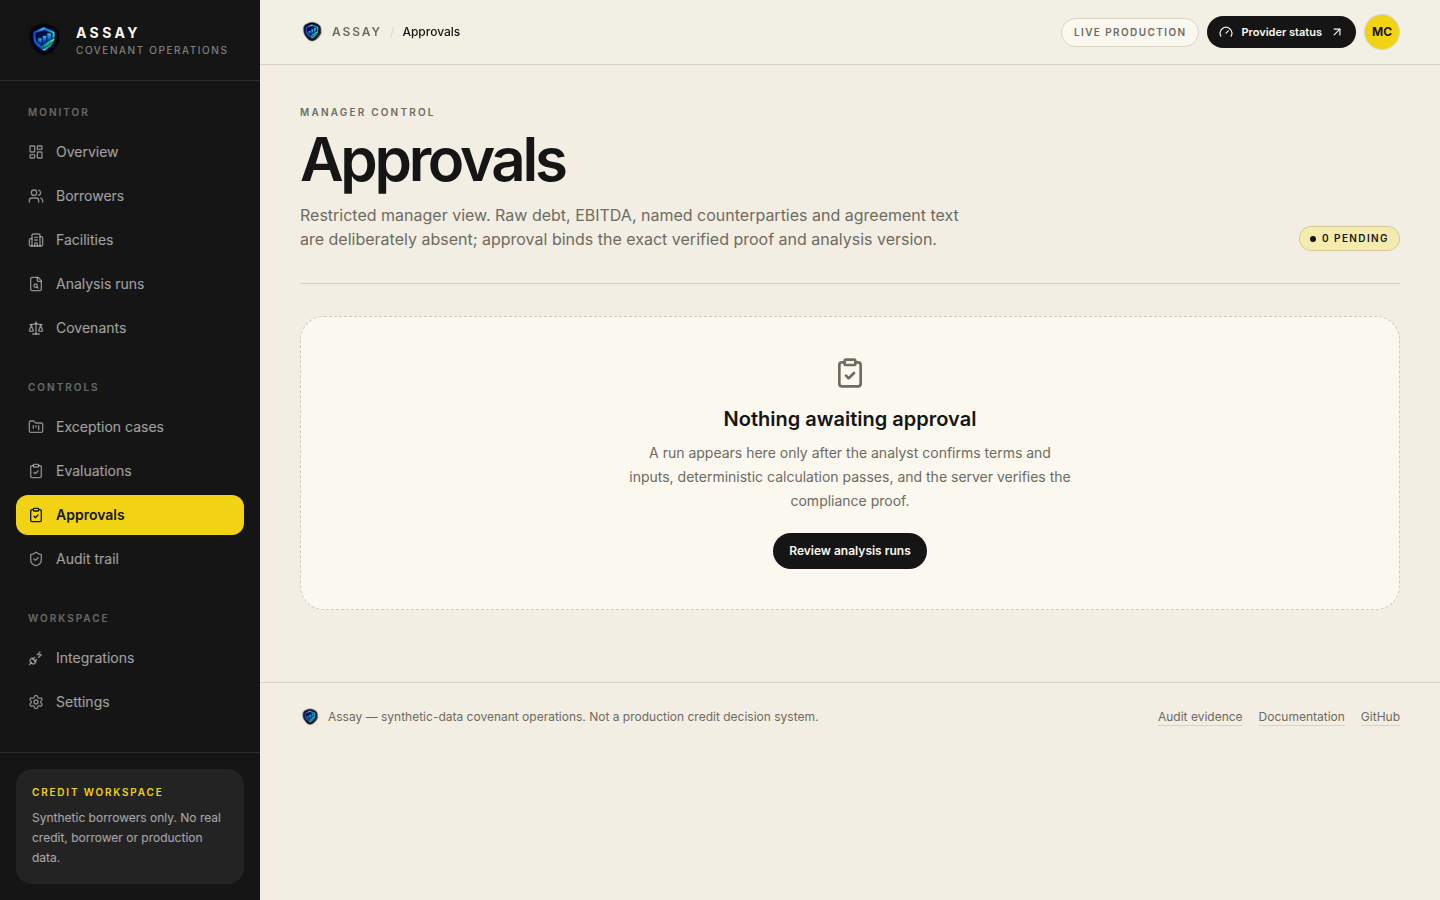 ASSAY
COVENANT OPERATIONS
MONITOR
Overview
Borrowers
Facilities
Analysis runs
Covenants
CONTROLS
Exception cases
Evaluations
Approvals
Audit trail
WORKSPACE
Integrations
Settings
CREDIT WORKSPACE
Synthetic borrowers only. No real
credit, borrower or production
data.
ASSAY / Approvals
LIVE PRODUCTION
Provider status
MC
MANAGER CONTROL
Approvals
Restricted manager view. Raw debt, EBITDA, named counterparties and agreement text
are deliberately absent; approval binds the exact verified proof and analysis version.
0 PENDING
Nothing awaiting approval
A run appears here only after the analyst confirms terms and
inputs, deterministic calculation passes, and the server verifies the
compliance proof.
Review analysis runs
Assay — synthetic-data covenant operations. Not a production credit decision system.
Audit evidence
Documentation
GitHub